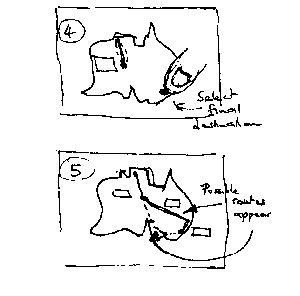 4
Select
final
destination
5
Possible
routes
appear